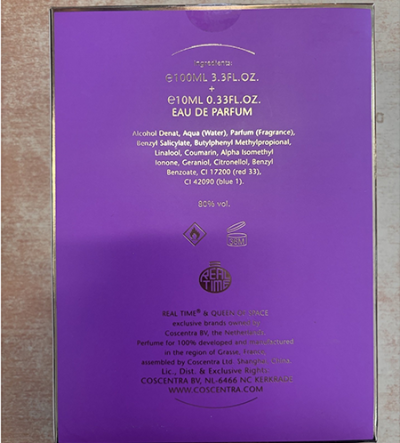 Ingredients:
℮100ML 3.3FL.OZ.
+
℮10ML 0.33FL.OZ.
EAU DE PARFUM
Alcohol Denat, Aqua (Water), Parfum (Fragrance),
Benzyl Salicylate, Butylphenyl Methylpropional,
Linalool, Coumarin, Alpha Isomethyl
Ionone, Geraniol, Citronellol, Benzyl
Benzoate, CI 17200 (red 33),
CI 42090 (blue 1).
80% vol.
REAL
TIME
REAL TIME® & QUEEN OF
exclusive brands owned by
Coscentra BV, the Netherlands.
Perfume for 100% developed and manufactured
in the region of Grasse, France,
assembled by Coscentra Ltd. Shanghai, China.
Lic., Dist. & Exclusive Rights
COSCENTRA BV, NL-6466 NC KERKRADE
WWW.COSCENTRA.COM